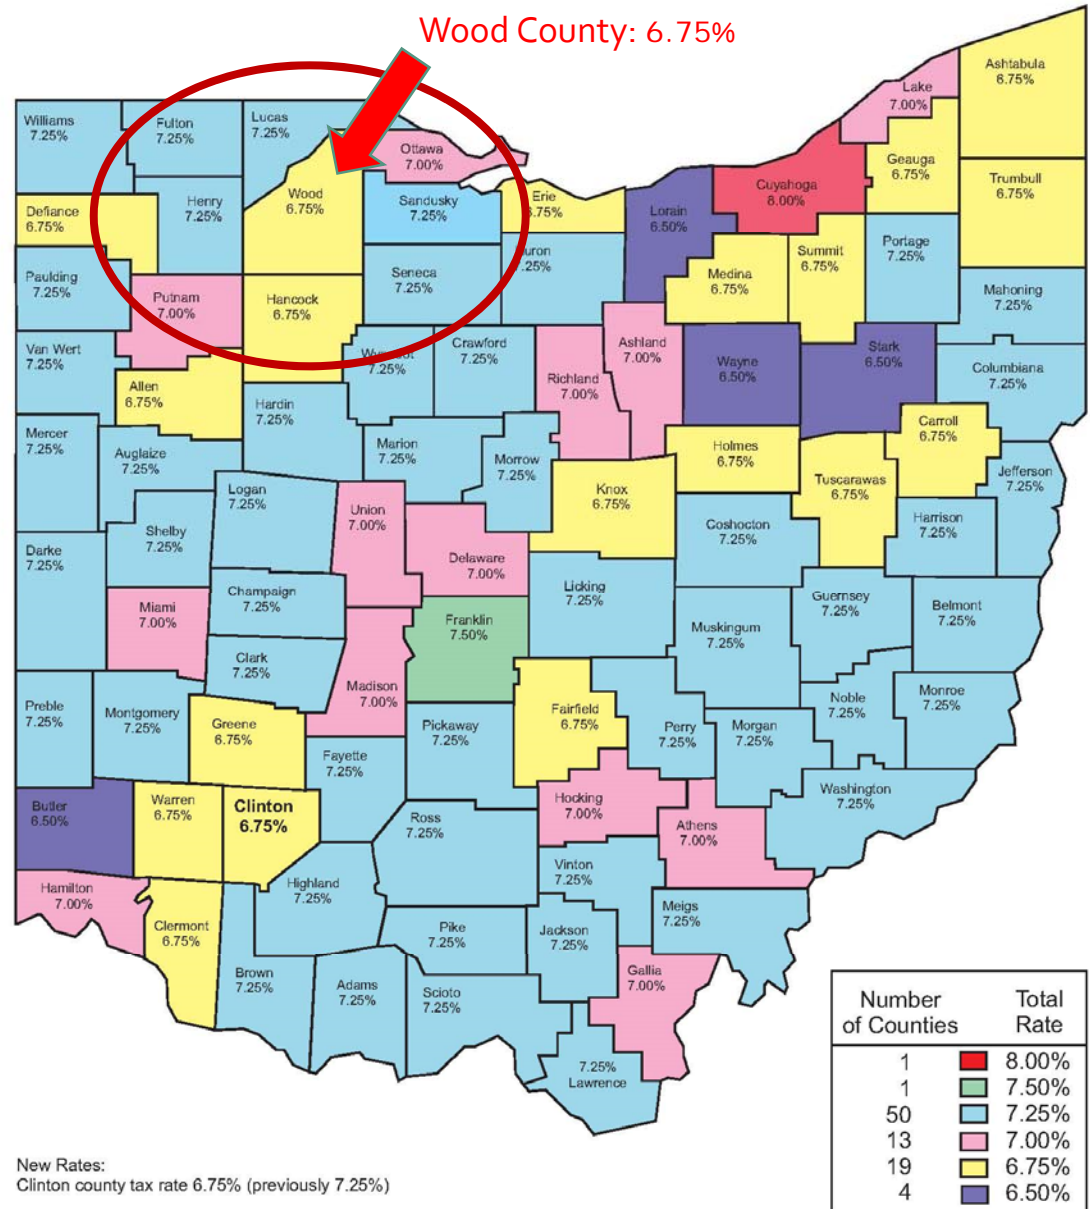 Wood County: 6.75%
Ashtabula
6.75%
Lake
7.00%
Williams
7.25%
Fulton
7.25%
Lucas
7.25%
Ottawa
7.00%
Geauga
6.75%
Cuyahoga
8.00%
Trumbull
6.75%
Wood
6.75%
Defiance
6.75%
Henry
7.25%
Sandusky
7.25%
Erie
6.75%
Lorain
6.50%
Portage
7.25%
Summit
6.75%
Medina
6.75%
Paulding
7.25%
Putnam
7.00%
Hancock
6.75%
Seneca
7.25%
Huron
7.25%
Mahoning
7.25%
Van Wert
7.25%
Wyandot
7.25%
Crawford
7.25%
Ashland
7.00%
Richland
7.00%
Wayne
6.50%
Stark
6.50%
Columbiana
7.25%
Allen
6.75%
Hardin
7.25%
Carroll
6.75%
Mercer
7.25%
Auglaize
7.25%
Marion
7.25%
Morrow
7.25%
Holmes
6.75%
Tuscarawas
6.75%
Jefferson
7.25%
Logan
7.25%
Union
7.00%
Knox
6.75%
Coshocton
7.25%
Harrison
7.25%
Darke
7.25%
Shelby
7.25%
Delaware
7.00%
Champaign
7.25%
Licking
7.25%
Guernsey
7.25%
Belmont
7.25%
Miami
7.00%
Franklin
7.50%
Muskingum
7.25%
Clark
7.25%
Madison
7.00%
Preble
7.25%
Montgomery
7.25%
Greene
6.75%
Pickaway
7.25%
Fairfield
6.75%
Perry
7.25%
Morgan
7.25%
Noble
7.25%
Monroe
7.25%
Fayette
7.25%
Washington
7.25%
Butler
6.50%
Warren
6.75%
Clinton
6.75%
Ross
7.25%
Hocking
7.00%
Athens
7.00%
Vinton
7.25%
Hamilton
7.00%
Highland
7.25%
Clermont
6.75%
Pike
7.25%
Jackson
7.25%
Meigs
7.25%
Brown
7.25%
Adams
7.25%
Scioto
7.25%
Gallia
7.00%
7.25%
Lawrence
Number of Counties Total Rate
1 8.00%
1 7.50%
50 7.25%
13 7.00%
19 6.75%
4 6.50%
New Rates:
Clinton county tax rate 6.75% (previously 7.25%)